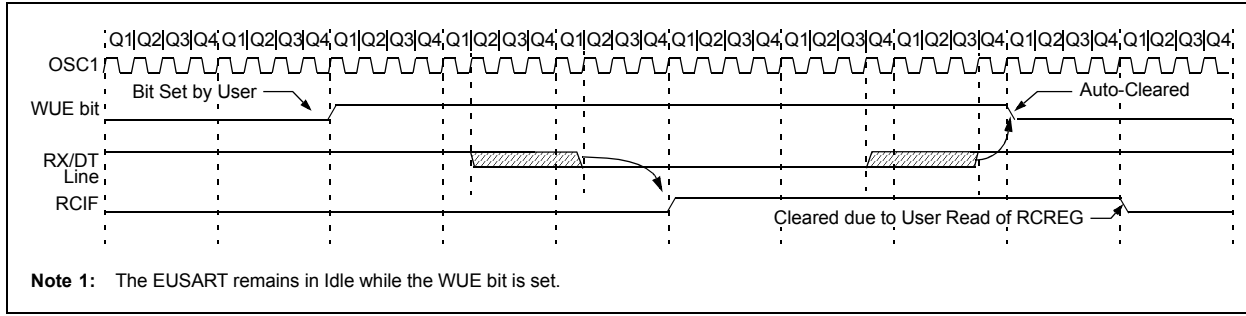 Q1 Q2 Q3 Q4 Q1 Q2 Q3 Q4 Q1 Q2 Q3 Q4 Q1 Q2 Q3 Q4 Q1 Q2 Q3 Q4 Q1 Q2 Q3 Q4 Q1 Q2 Q3 Q4 Q1 Q2 Q3 Q4 Q1 Q2 Q3 Q4 Q1 Q2 Q3 Q4
OSC1
Bit Set by User
Auto-Cleared
WUE bit
RX/DT
Line
RCIF
Cleared due to User Read of RCREG
Note 1: The EUSART remains in Idle while the WUE bit is set.